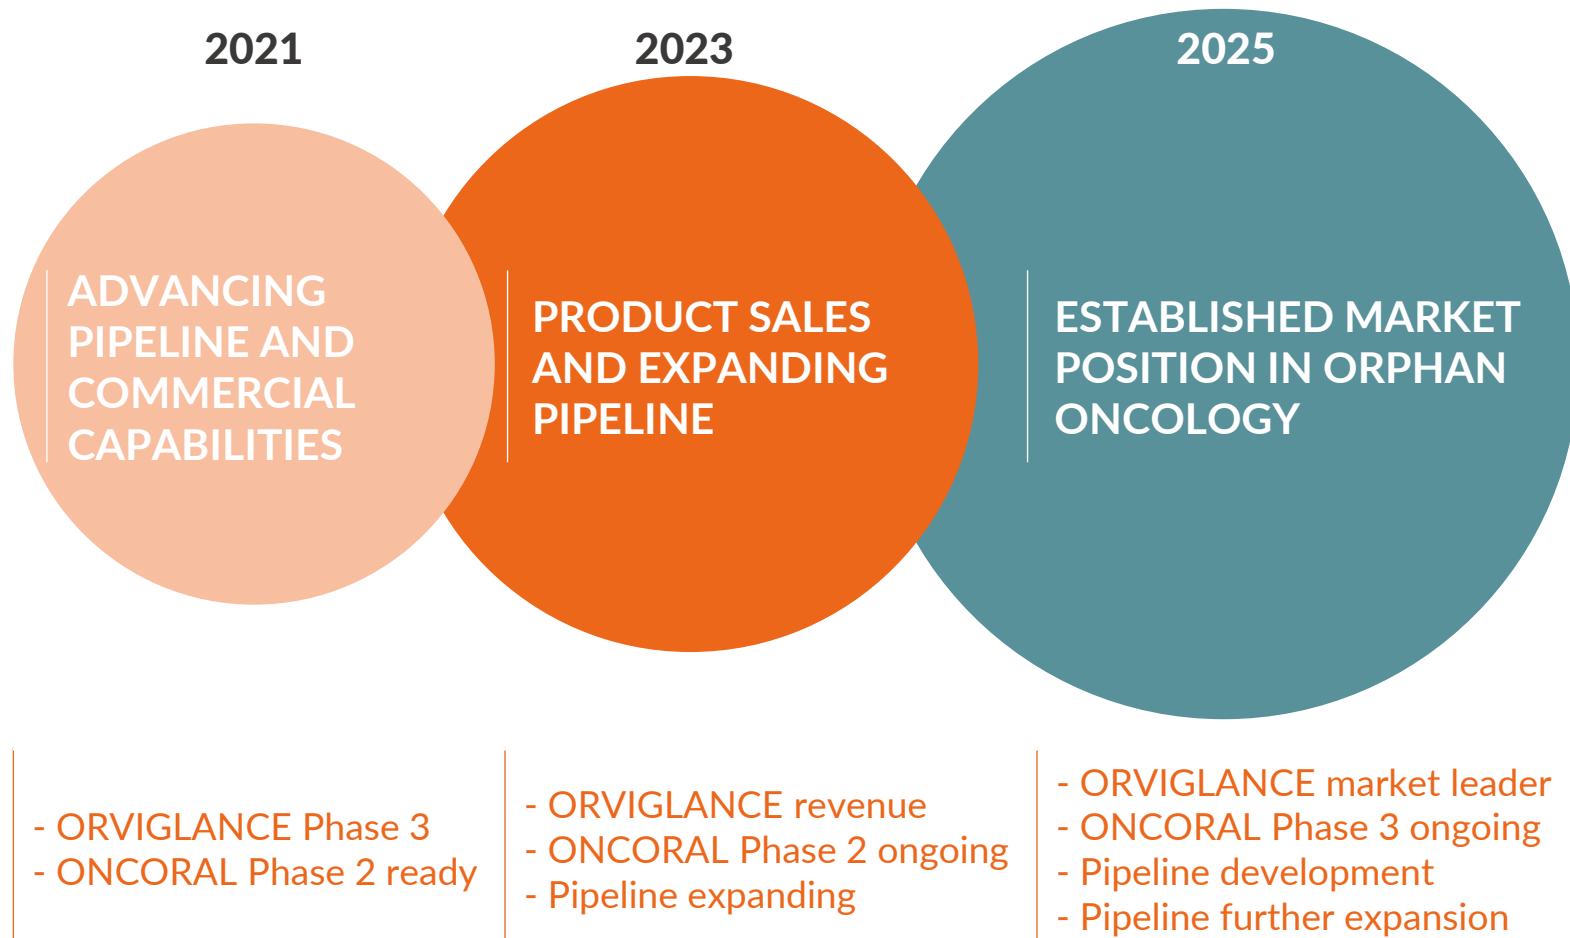 2021
ADVANCING
PIPELINE AND
COMMERCIAL
CAPABILITIES
- ORVIGLANCE Phase 3
- ONCORAL Phase 2 ready
2023
PRODUCT SALES
AND EXPANDING
PIPELINE
- ORVIGLANCE revenue
- ONCORAL Phase 2 ongoing
- Pipeline expanding
2025
ESTABLISHED MARKET
POSITION IN ORPHAN
ONCOLOGY
- ORVIGLANCE market leader
- ONCORAL Phase 3 ongoing
- Pipeline development
- Pipeline further expansion